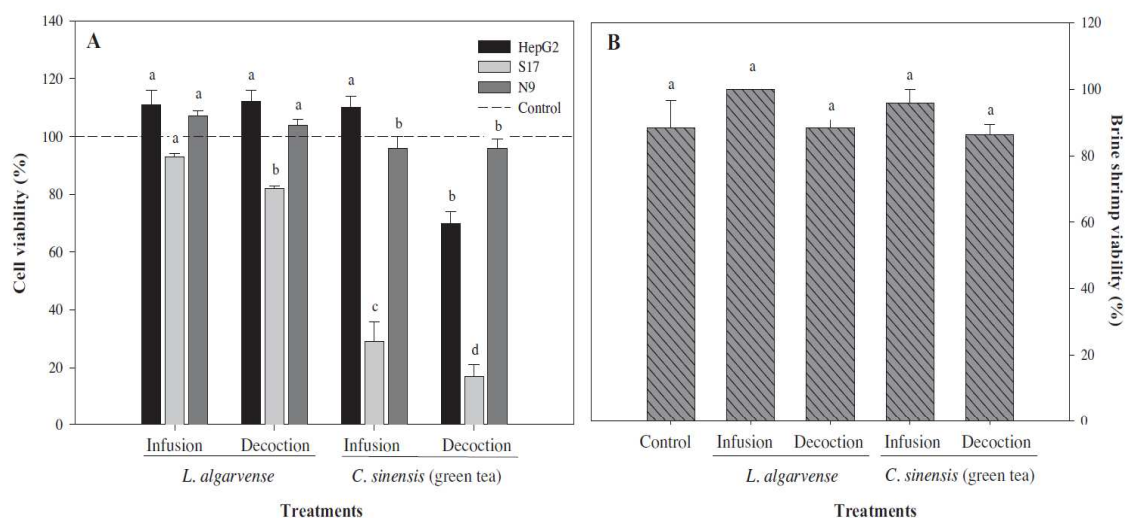 A
HepG2
S17
N9
Control
140
120
100
80
60
40
20
0
Cell viability (%)
a
a
a
a
b
a
a
c
b
b
d
b
Infusion
Decoction
Infusion
Decoction
L. algarvense
C. sinensis (green tea)
Treatments
B
120
100
80
60
40
20
0
Brine shrimp viability
(%)
a
a
a
a
a
Control
Infusion
Decoction
Infusion
Decoction
L. algarvense
C. sinensis (green tea)
Treatments